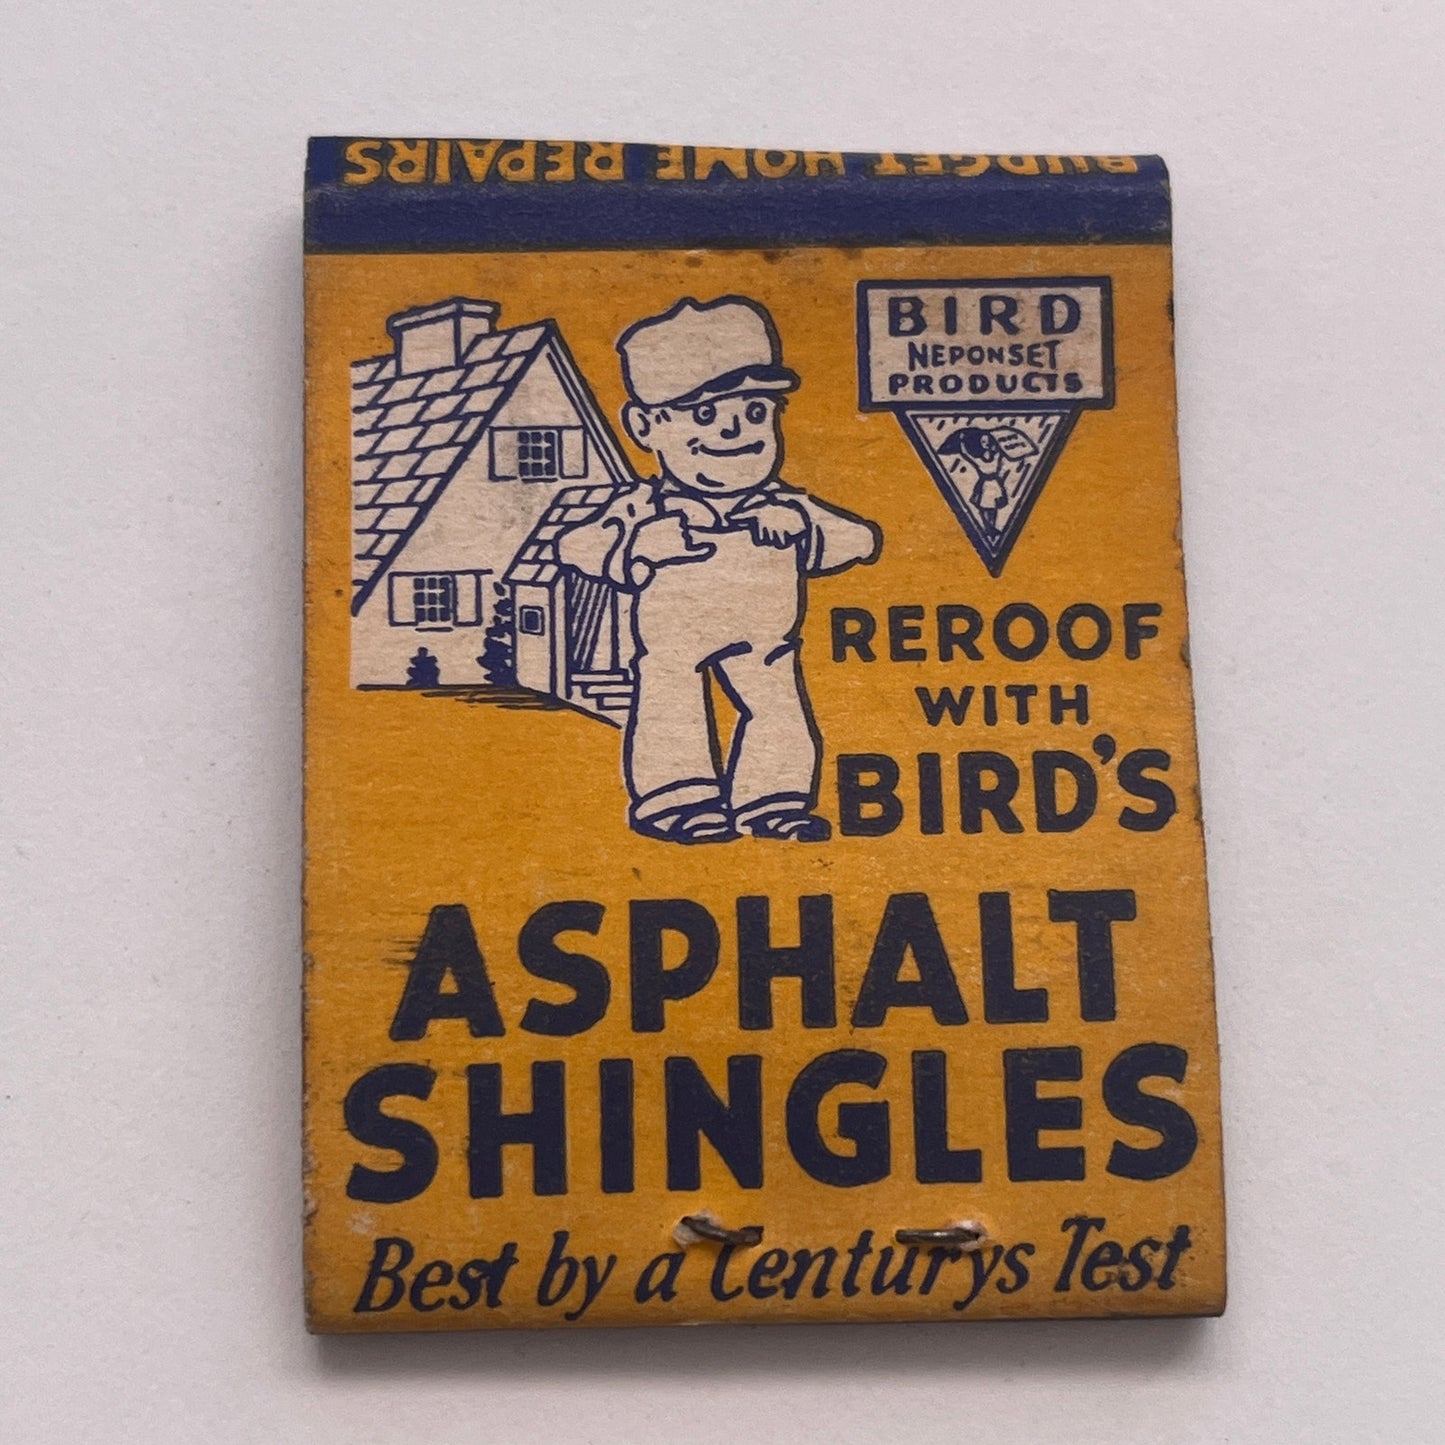 BUDGET HOME REPAIRS
BIRD
NEPONSET
PRODUCTS
REROOF
WITH
BIRD'S
ASPHALT
SHINGLES
Best by a Centurys Test